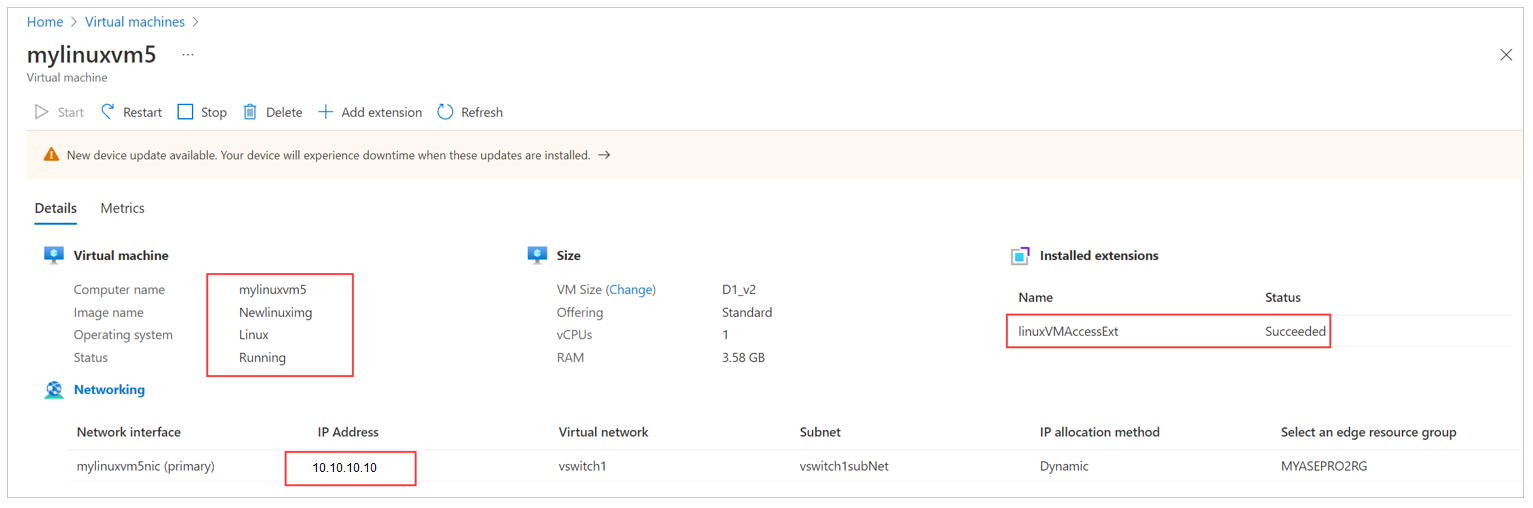 Home > Virtual machines >
mylinuxvm5 ...
Virtual machine
Start Restart Stop Delete Add extension Refresh
New device update available. Your device will experience downtime when these updates are installed. →
Details Metrics
Virtual machine Size Installed extensions
Computer name mylinuxvm5 VM Size (Change) D1_v2 Name Status
Image name Newlinuximg Offering Standard
Operating system Linux vCPUs 1 linuxVMAccessExt Succeeded
Status Running RAM 3.58 GB
Networking
Network interface IP Address Virtual network Subnet IP allocation method Select an edge resource group
mylinuxvm5nic (primary) 10.10.10.10 vswitch1 vswitch1subNet Dynamic MYASEPRO2RG